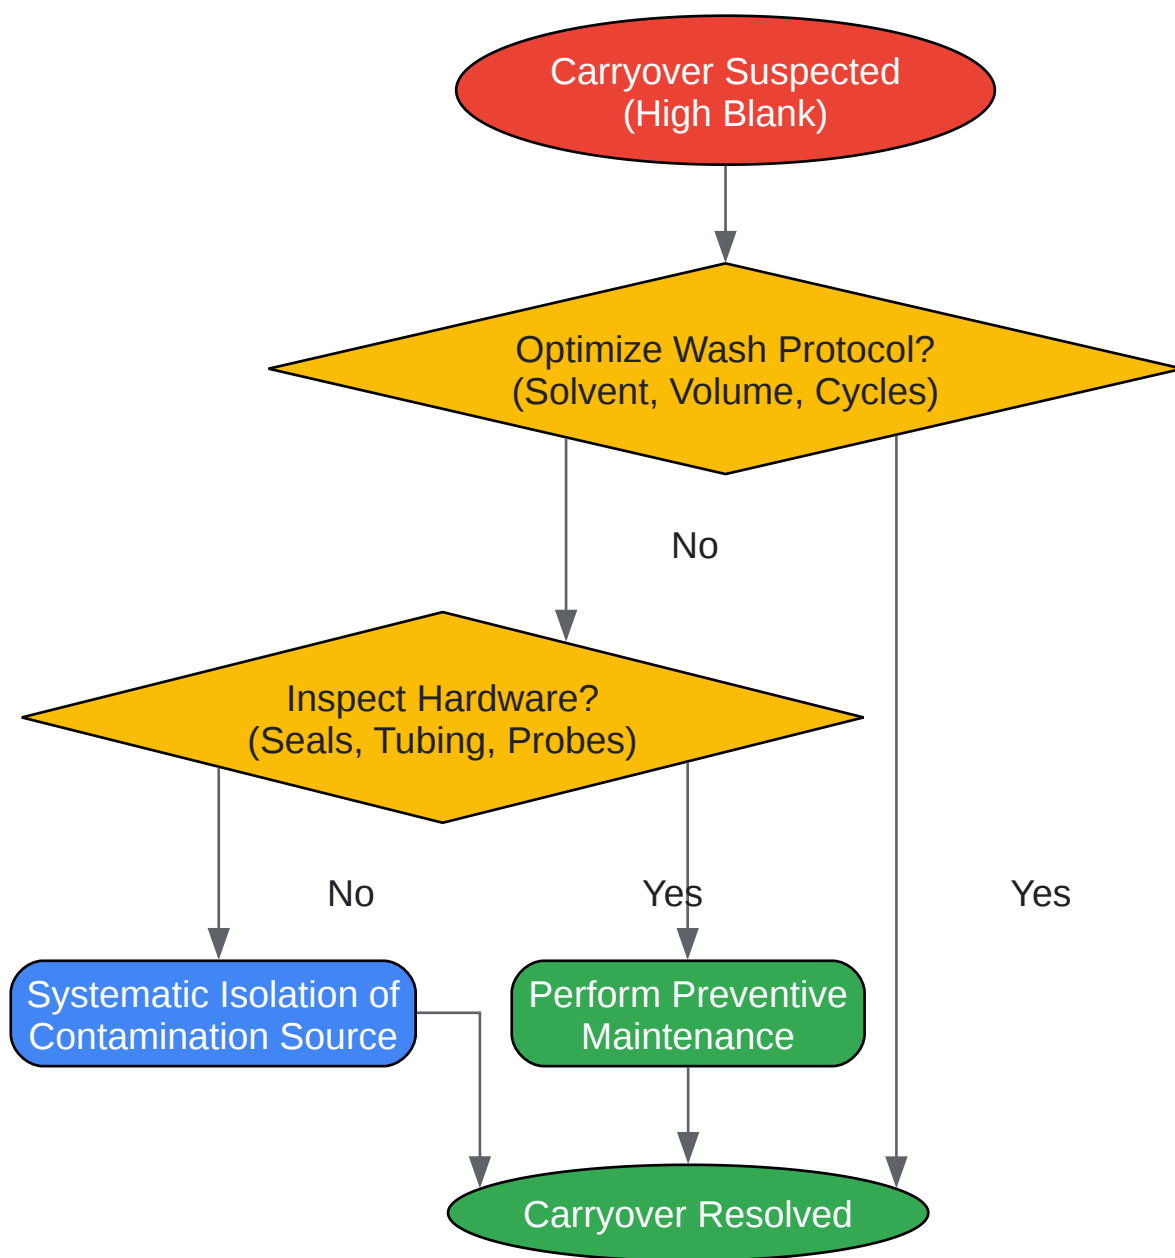 Carryover Suspected
(High Blank)
Optimize Wash Protocol?
(Solvent, Volume, Cycles)
No
Inspect Hardware?
(Seals, Tubing, Probes)
No
Yes
Yes
Systematic Isolation of
Contamination Source
Perform Preventive
Maintenance
Carryover Resolved